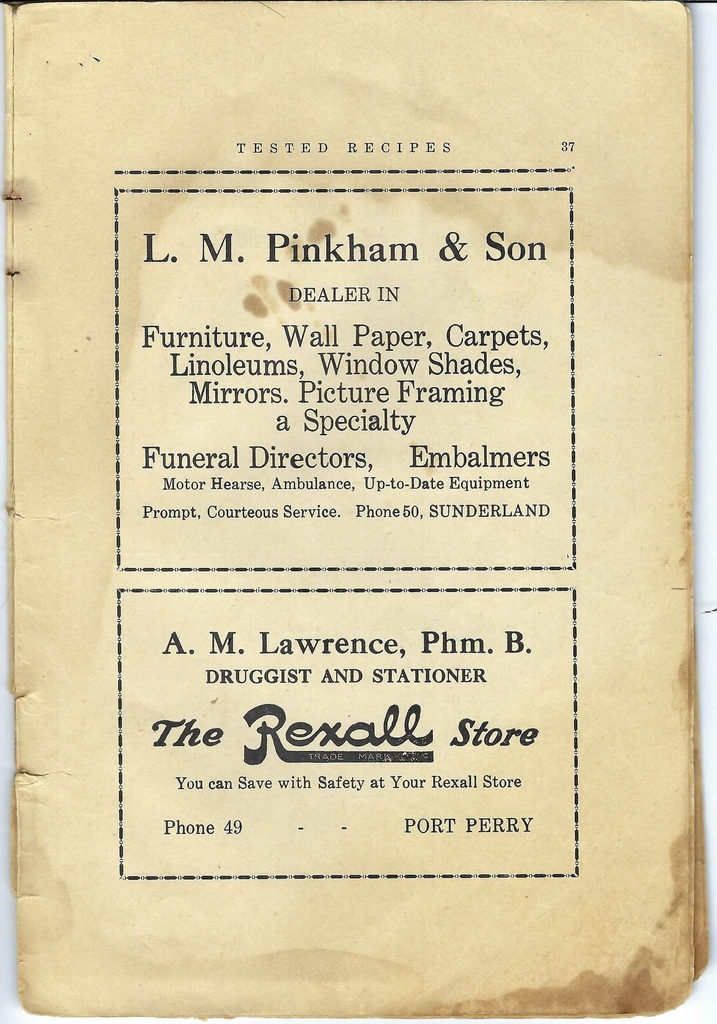 TESTED RECIPES 37
L. M. Pinkham & Son
DEALER IN
Furniture, Wall Paper, Carpets,
Linoleums, Window Shades,
Mirrors. Picture Framing
a Specialty
Funeral Directors, Embalmers
Motor Hearse, Ambulance, Up-to-Date Equipment
Prompt, Courteous Service. Phone 50, SUNDERLAND
A. M. Lawrence, Phm. B.
DRUGGIST AND STATIONER
The Rexall Store
TRADE MARK
You can Save with Safety at Your Rexall Store
Phone 49 - - PORT PERRY